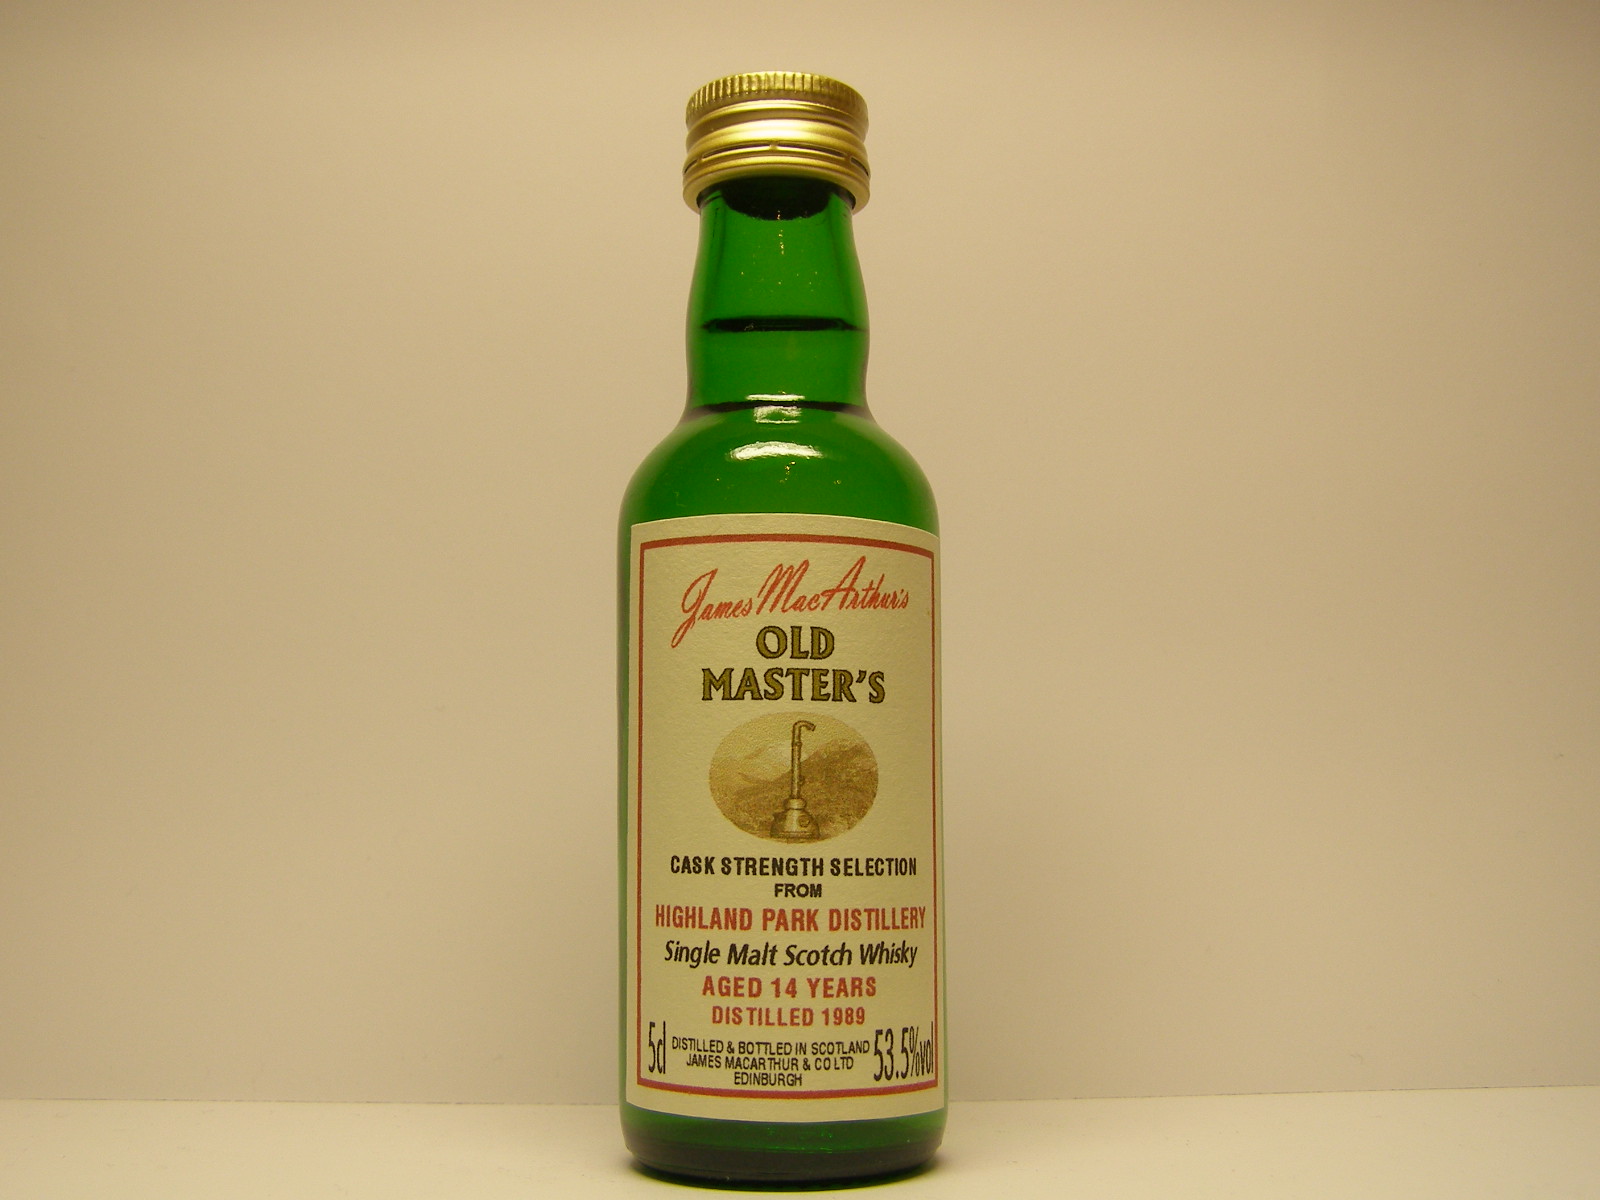 James MacArthur's
OLD
MASTER'S
CASK STRENGTH SELECTION
FROM
HIGHLAND PARK DISTILLERY
Single Malt Scotch Whisky
AGED 14 YEARS
DISTILLED 1989
5cl DISTILLED & BOTTLED IN SCOTLAND 53.5%vol
JAMES MACARTHUR & CO LTD
EDINBURGH